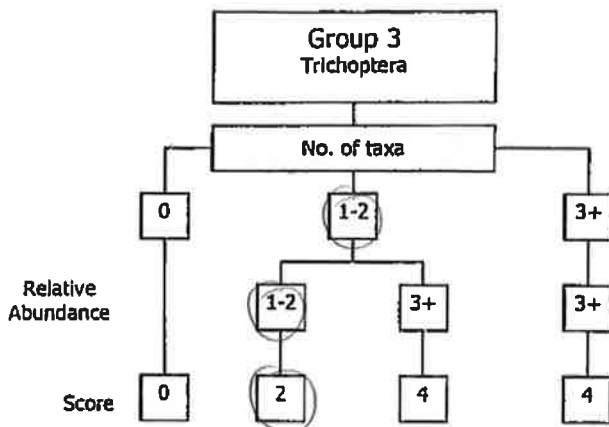 Group 3
Trichoptera
No. of taxa
0 1-2 3+
Relative
Abundance
1-2 3+ 3+
Score
0 2 4 4